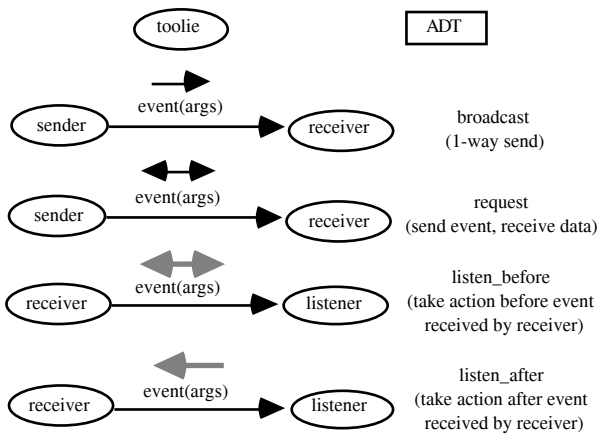 toolie
ADT
event(args)
sender
receiver
broadcast
(1-way send)
event(args)
sender
receiver
request
(send event, receive data)
event(args)
receiver
listener
listen_before
(take action before event
received by receiver)
event(args)
receiver
listener
listen_after
(take action after event
received by receiver)